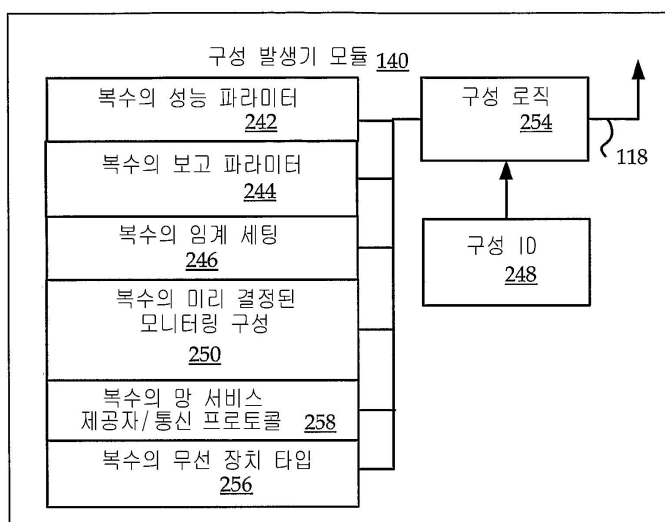 구성 발생기 모듈 140
복수의 성능 파라미터
242
복수의 보고 파라미터
244
복수의 임계 세팅
246
복수의 미리 결정된
모니터링 구성
250
복수의 망 서비스
제공자/통신 프로토콜 258
복수의 무선 장치 타입
256
구성 로직
254
118
구성 ID
248